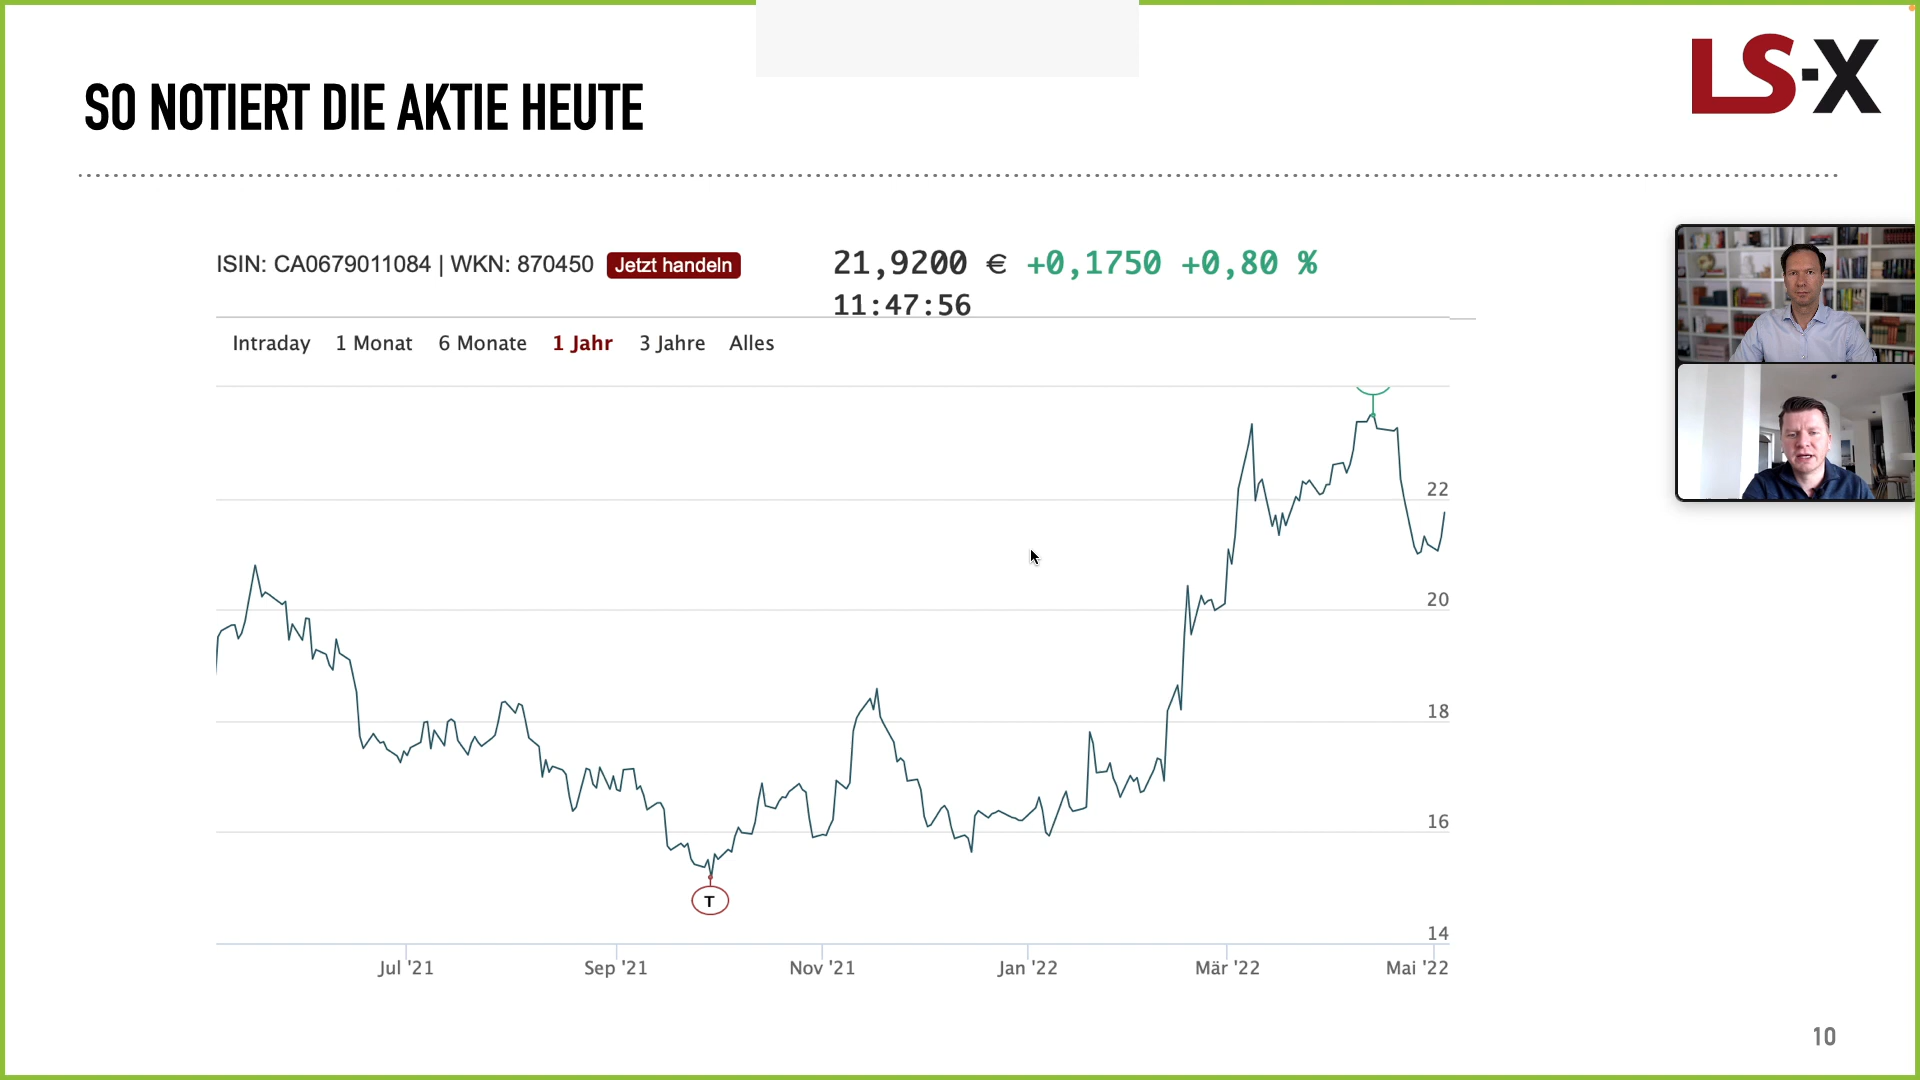 LS-X
SO NOTIERT DIE AKTIE HEUTE
ISIN: CA0679011084 | WKN: 870450 Jetzt handeln
21,9200 € +0,1750 +0,80 %
11:47:56
Intraday 1 Monat 6 Monate 1 Jahr 3 Jahre Alles
22
20
18
16
T
14
Jul '21 Sep '21 Nov '21 Jan '22 Mär '22 Mai '22
10